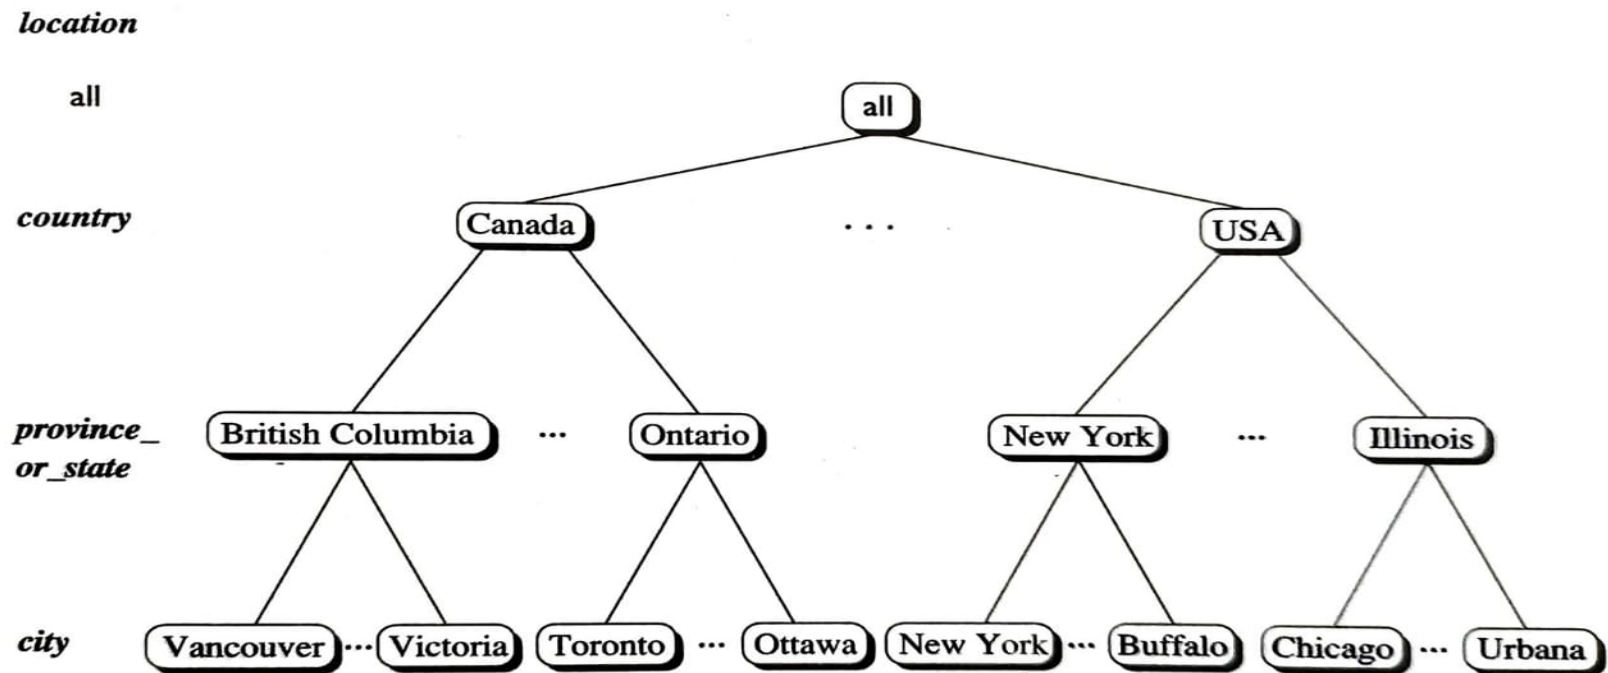 location
all all
country Canada ... USA
province_ British Columbia ... Ontario New York ... Illinois
or_state
city Vancouver ... Victoria Toronto ... Ottawa New York ... Buffalo Chicago ... Urbana